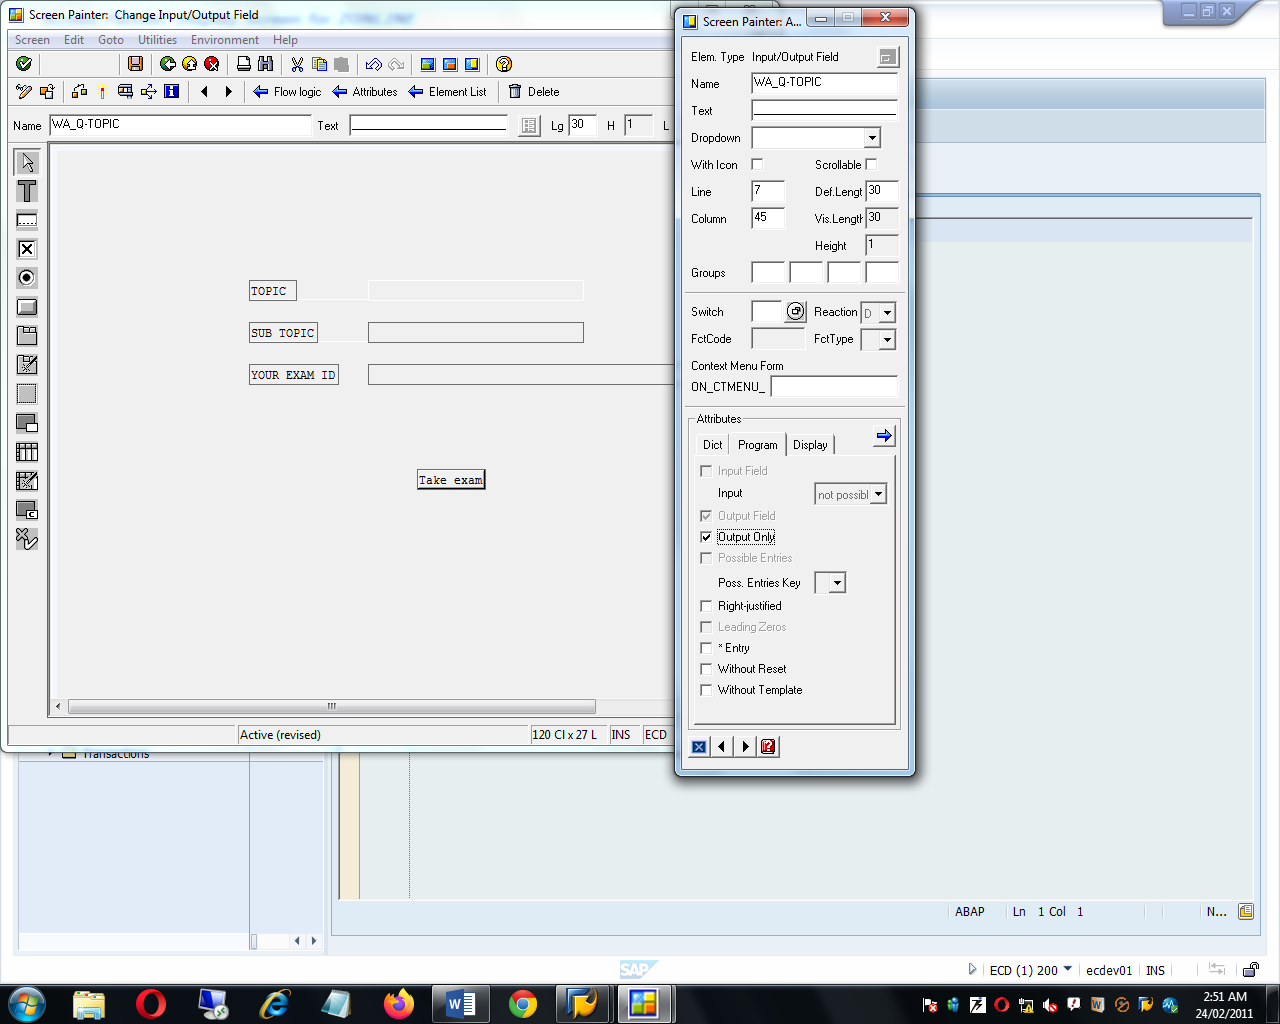 Screen Painter: Change Input/Output Field
Screen Edit Goto Utilities Environment Help
Flow logic Attributes Element List Delete
Name WA_Q-TOPIC Text Lg 30 H 1 L
TOPIC
SUB TOPIC
YOUR EXAM ID
Take exam
Active (revised) 120 Cl x 27 L INS ECD
Screen Painter: A...
Elem. Type Input/Output Field
Name WA_Q-TOPIC
Text
Dropdown
With Icon Scrollable
Line 7 Def.Lengt 30
Column 45 Vis.Length 30
Height 1
Groups
Switch Reaction D
FctCode FctType
Context Menu Form
ON_CTMENU_
Attributes
Dict Program Display
Input Field
Input not possibl
Output Field
Output Only
Possible Entries
Poss. Entries Key
Right-justified
Leading Zeros
* Entry
Without Reset
Without Template
Transactions
ABAP Ln 1 Col 1 N...
SAP
ECD (1) 200 ecdev01 INS
2:51 AM
24/02/2011